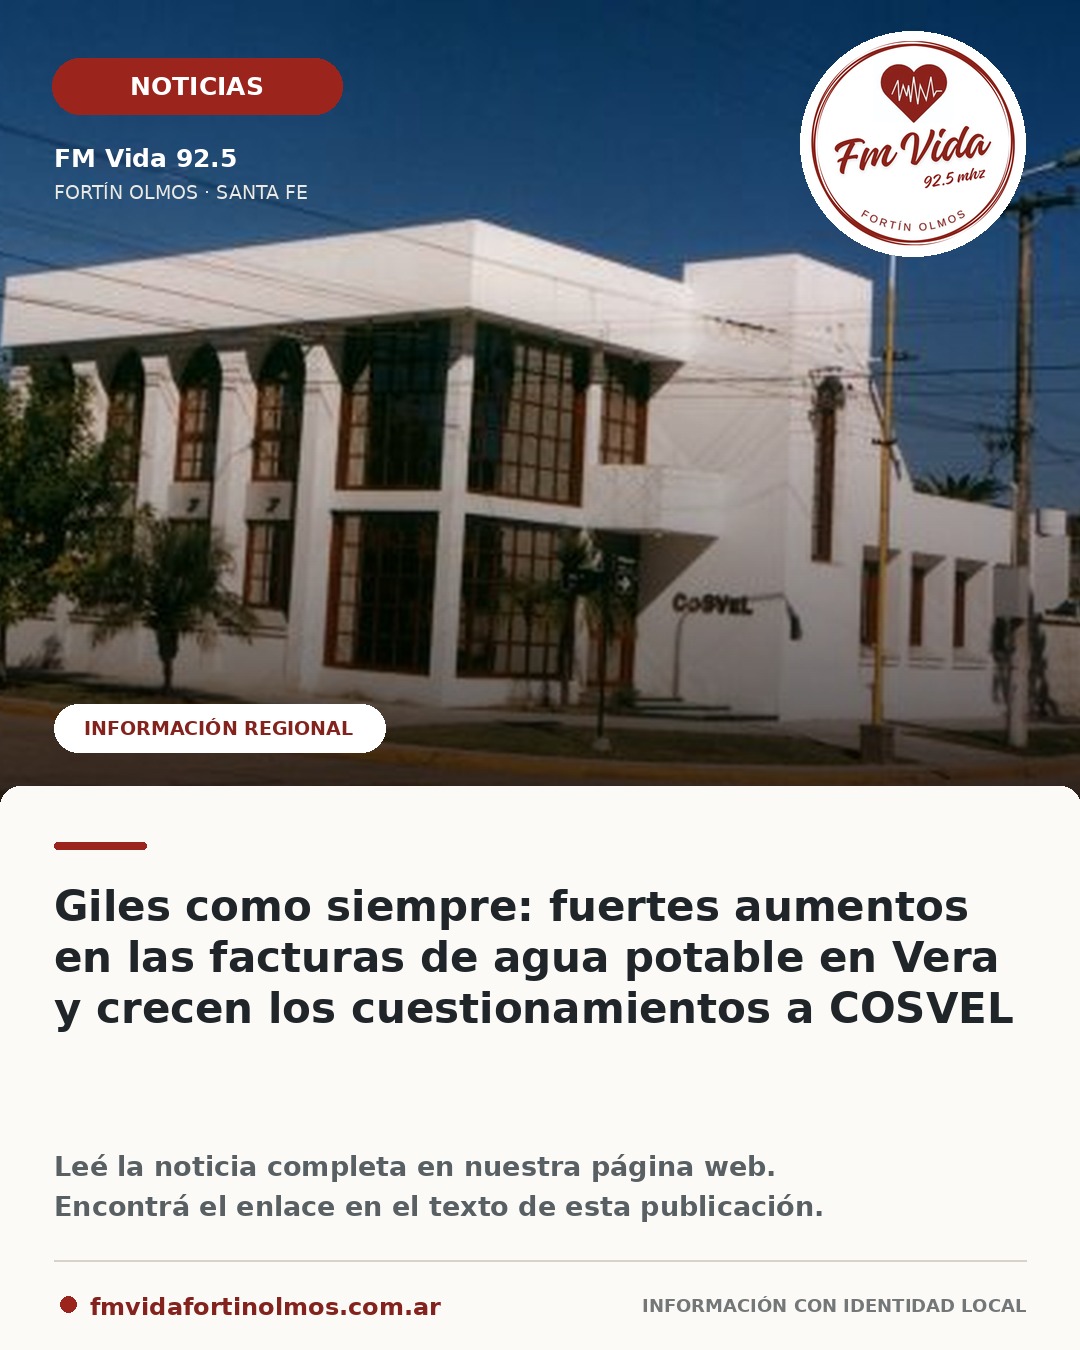 NOTICIAS
FM Vida 92.5
FORTÍN OLMOS · SANTA FE
Fm Vida
92.5 mhz
FORTÍN OLMOS
CoSVEL
INFORMACIÓN REGIONAL
Giles como siempre: fuertes aumentos
en las facturas de agua potable en Vera
y crecen los cuestionamientos a COSVEL
Leé la noticia completa en nuestra página web.
Encontrá el enlace en el texto de esta publicación.
fmvidafortinolmos.com.ar
INFORMACIÓN CON IDENTIDAD LOCAL